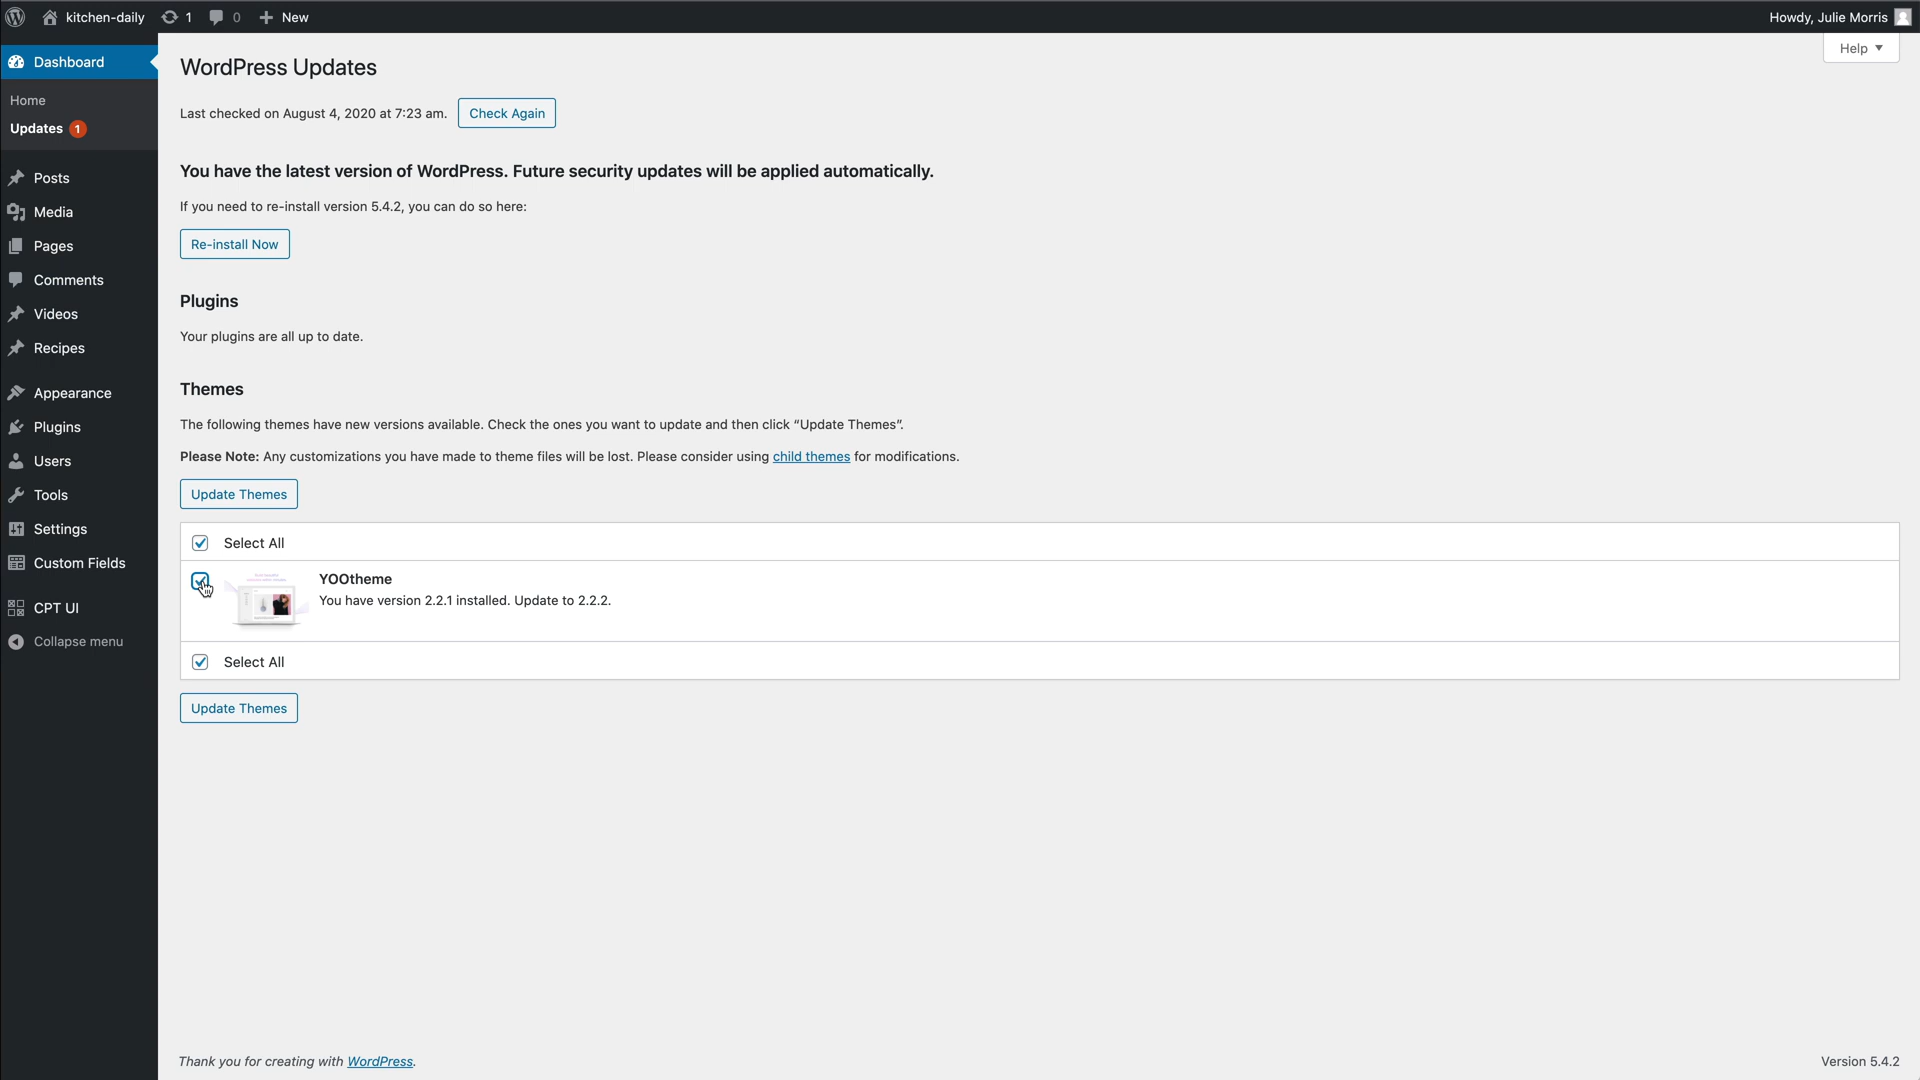 kitchen-daily 1 0 New
Howdy, Julie Morris
Help
Dashboard
Home
Updates 1
Posts
Media
Pages
Comments
Videos
Recipes
Appearance
Plugins
Users
Tools
Settings
Custom Fields
CPT UI
Collapse menu
WordPress Updates
Last checked on August 4, 2020 at 7:23 am. Check Again
You have the latest version of WordPress. Future security updates will be applied automatically.
If you need to re-install version 5.4.2, you can do so here:
Re-install Now
Plugins
Your plugins are all up to date.
Themes
The following themes have new versions available. Check the ones you want to update and then click “Update Themes”.
Please Note: Any customizations you have made to theme files will be lost. Please consider using child themes for modifications.
Update Themes
Select All
YOOtheme
You have version 2.2.1 installed. Update to 2.2.2.
Select All
Update Themes
Thank you for creating with WordPress.
Version 5.4.2